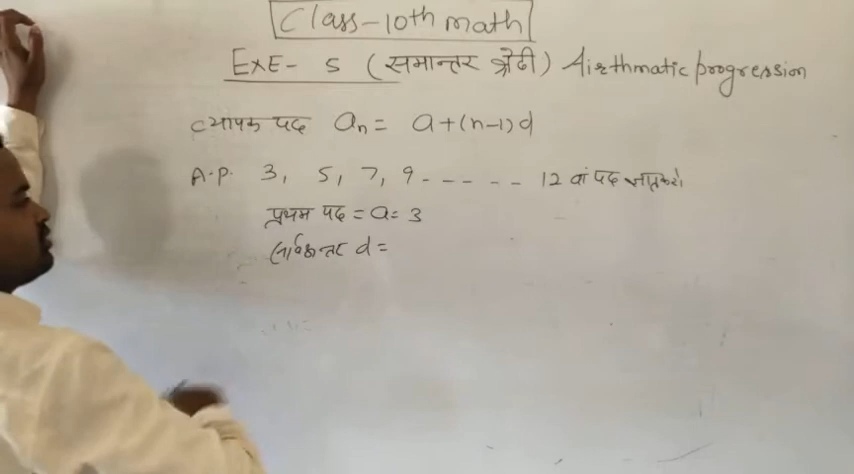 Class-10th math
EXE- 5 (समान्तर श्रेढी) Airthmatic progression
व्यापक पद an = a+(n-1)d
A.P. 3, 5, 7, 9 - - - - - 12 वां पद ज्ञात करो
प्रथम पद = a = 3
सार्वअन्तर d =